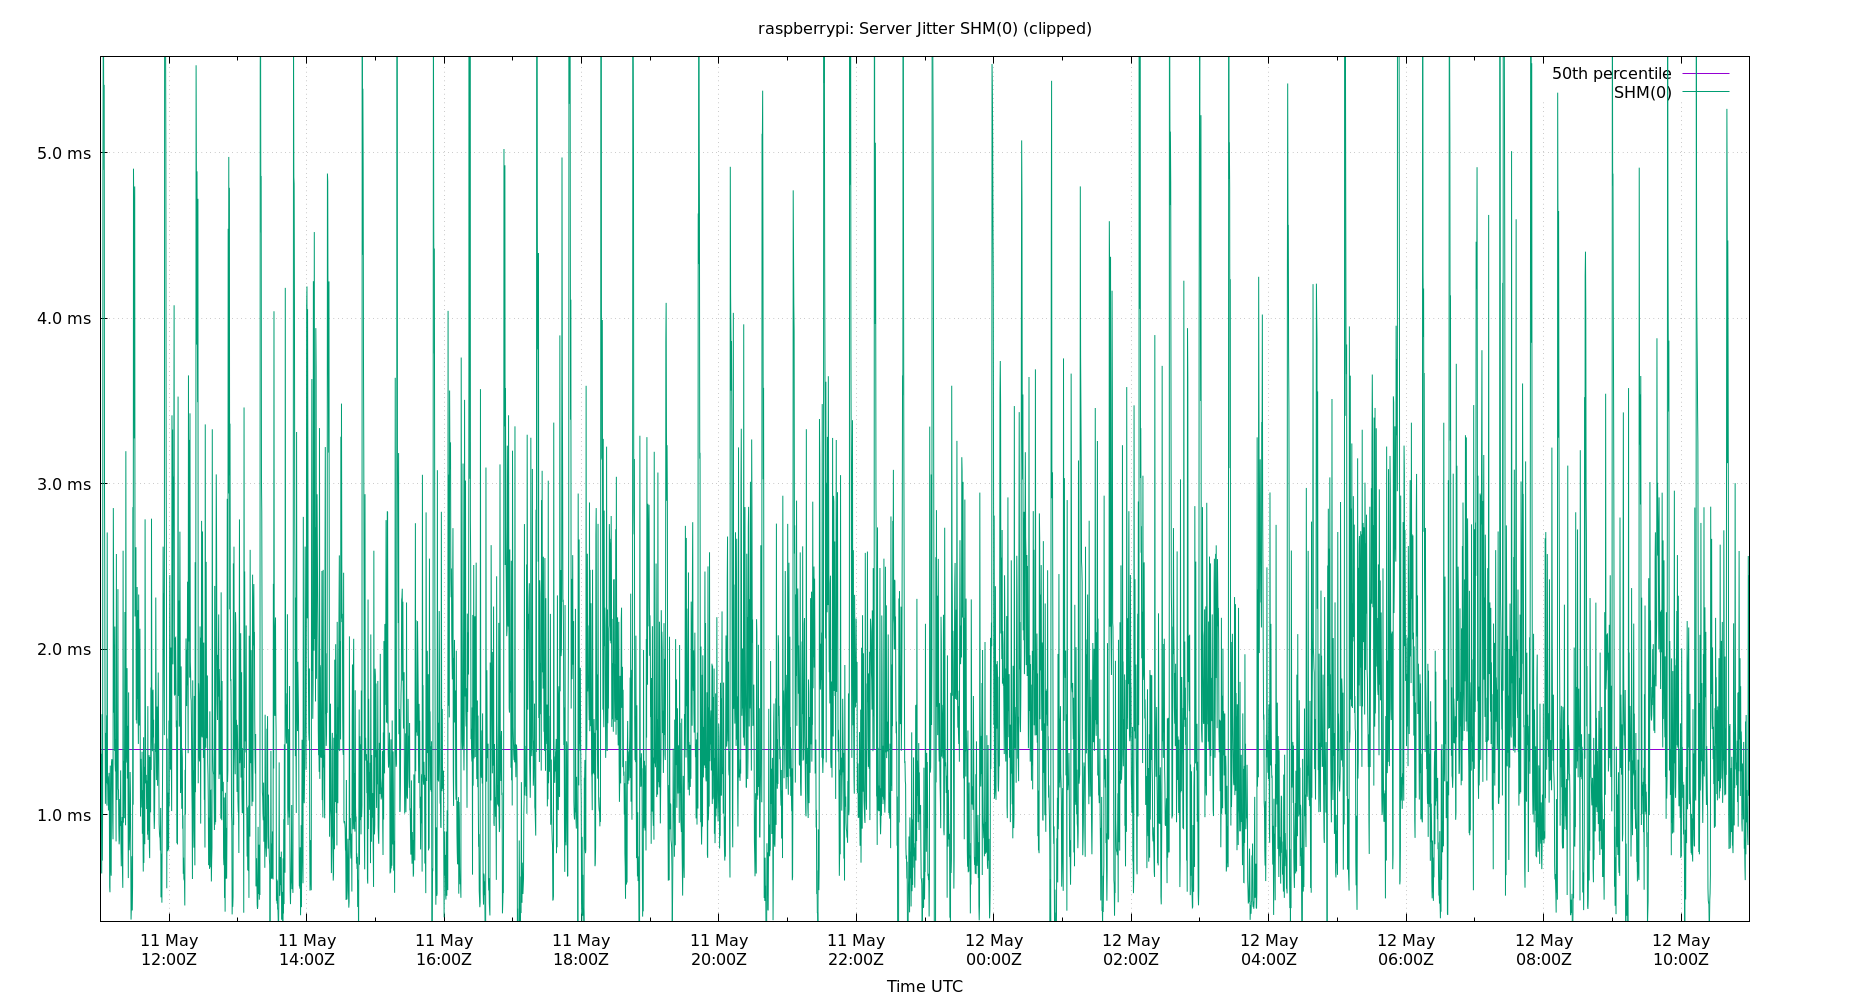 raspberrypi: Server Jitter SHM(0) (clipped)
50th percentile
SHM(0)
5.0 ms
4.0 ms
3.0 ms
2.0 ms
1.0 ms
11 May 11 May 11 May 11 May 11 May 11 May 12 May 12 May 12 May 12 May 12 May 12 May
12:00Z 14:00Z 16:00Z 18:00Z 20:00Z 22:00Z 00:00Z 02:00Z 04:00Z 06:00Z 08:00Z 10:00Z
Time UTC